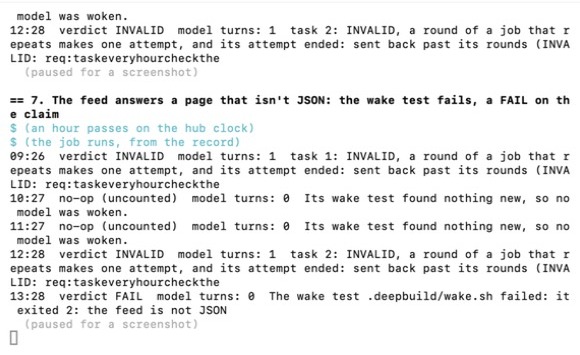 model was woken.
12:28  verdict INVALID  model turns: 1  task 2: INVALID, a round of a job that r
epeats makes one attempt, and its attempt ended: sent back past its rounds (INVA
LID: req:taskeveryhourcheckthe
(paused for a screenshot)
== 7. The feed answers a page that isn't JSON: the wake test fails, a FAIL on th
e claim
$ (an hour passes on the hub clock)
$ (the job runs, from the record)
09:26  verdict INVALID  model turns: 1  task 1: INVALID, a round of a job that r
epeats makes one attempt, and its attempt ended: sent back past its rounds (INVA
LID: req:taskeveryhourcheckthe
10:27  no-op (uncounted)  model turns: 0  Its wake test found nothing new, so no
model was woken.
11:27  no-op (uncounted)  model turns: 0  Its wake test found nothing new, so no
model was woken.
12:28  verdict INVALID  model turns: 1  task 2: INVALID, a round of a job that r
epeats makes one attempt, and its attempt ended: sent back past its rounds (INVA
LID: req:taskeveryhourcheckthe
13:28  verdict FAIL  model turns: 0  The wake test .deepbuild/wake.sh failed: it
exited 2: the feed is not JSON
(paused for a screenshot)